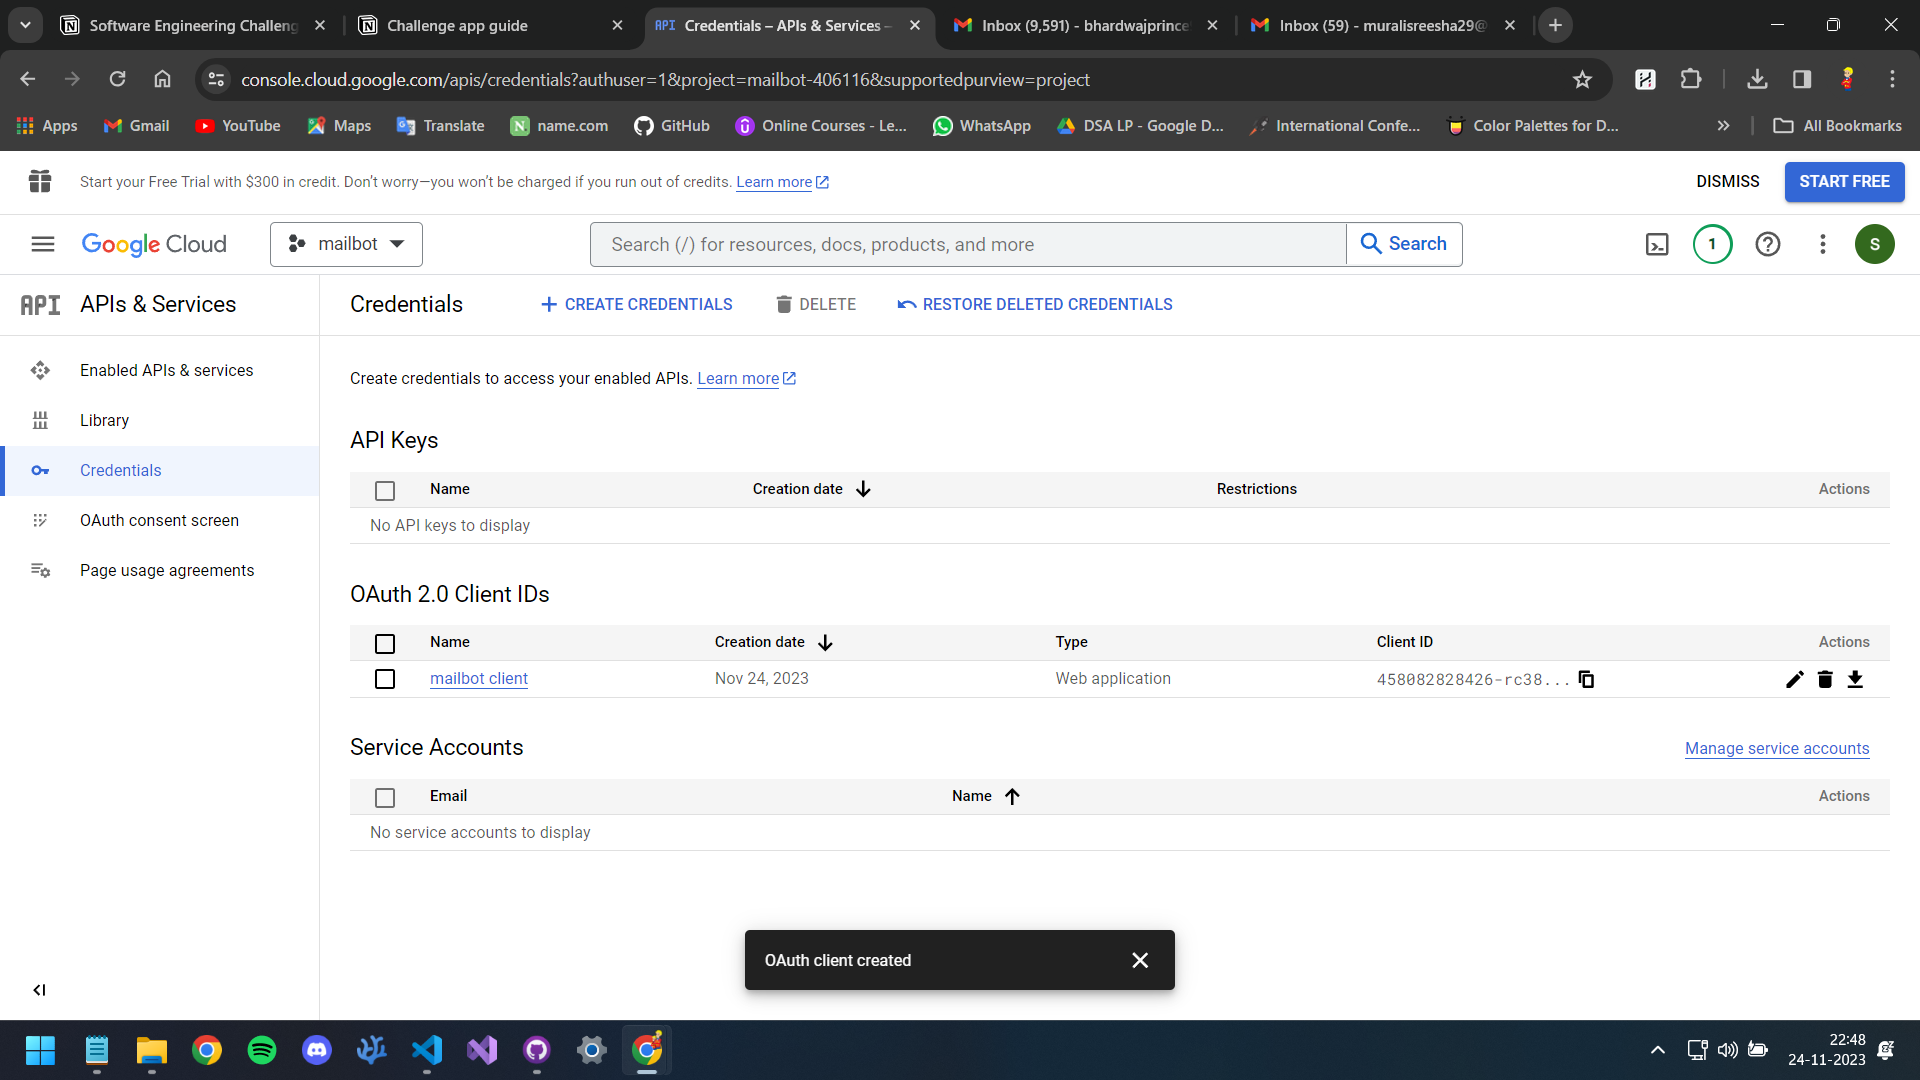 Software Engineering Challeng
Challenge app guide
API Credentials – APIs & Services –
Inbox (9,591) - bhardwajprince
Inbox (59) - muralisreesha29@
console.cloud.google.com/apis/credentials?authuser=1&project=mailbot-406116&supportedpurview=project
Apps
Gmail
YouTube
Maps
Translate
name.com
GitHub
Online Courses - Le...
WhatsApp
DSA LP - Google D...
International Confe...
Color Palettes for D...
All Bookmarks
Start your Free Trial with $300 in credit. Don't worry—you won't be charged if you run out of credits. Learn more
DISMISS
START FREE
Google Cloud
mailbot
Search (/) for resources, docs, products, and more
Search
1
S
API APIs & Services
Credentials
CREATE CREDENTIALS
DELETE
RESTORE DELETED CREDENTIALS
Enabled APIs & services
Library
Credentials
OAuth consent screen
Page usage agreements
Create credentials to access your enabled APIs. Learn more
API Keys
Name Creation date Restrictions Actions
No API keys to display
OAuth 2.0 Client IDs
Name Creation date Type Client ID Actions
mailbot client Nov 24, 2023 Web application 458082828426-rc38...
Service Accounts
Manage service accounts
Email Name Actions
No service accounts to display
OAuth client created
22:48
24-11-2023